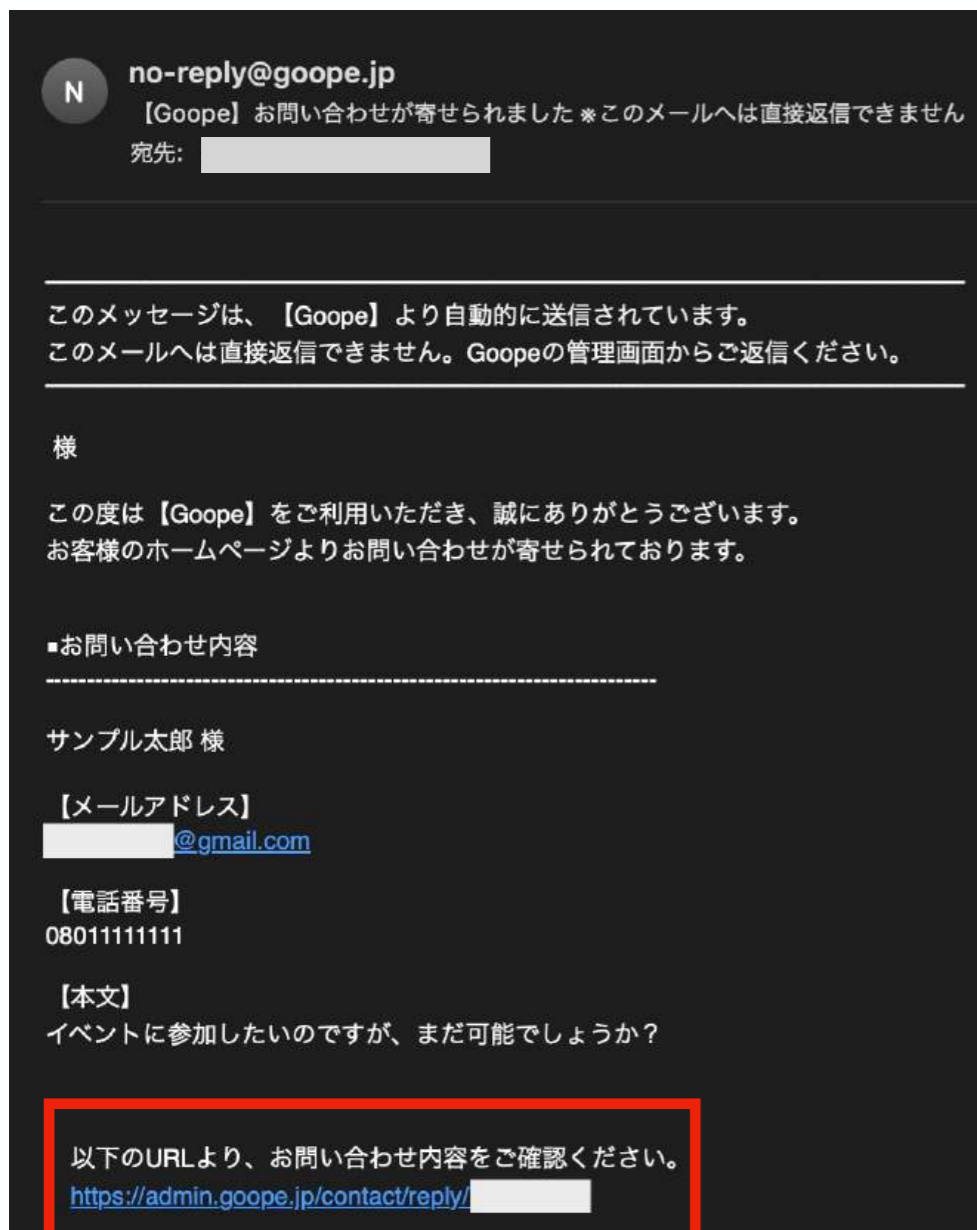 N
no-reply@goope.jp
【Goope】お問い合わせが寄せられました ※このメールへは直接返信できません
宛先:
このメッセージは、【Goope】より自動的に送信されています。
このメールへは直接返信できません。Goopeの管理画面からご返信ください。
様
この度は【Goope】をご利用いただき、誠にありがとうございます。
お客様のホームページよりお問い合わせが寄せられております。
▪お問い合わせ内容
--------------------------------------------------------------------------
サンプル太郎 様
【メールアドレス】
@gmail.com
【電話番号】
08011111111
【本文】
イベントに参加したいのですが、まだ可能でしょうか？
以下のURLより、お問い合わせ内容をご確認ください。
https://admin.goope.jp/contact/reply/